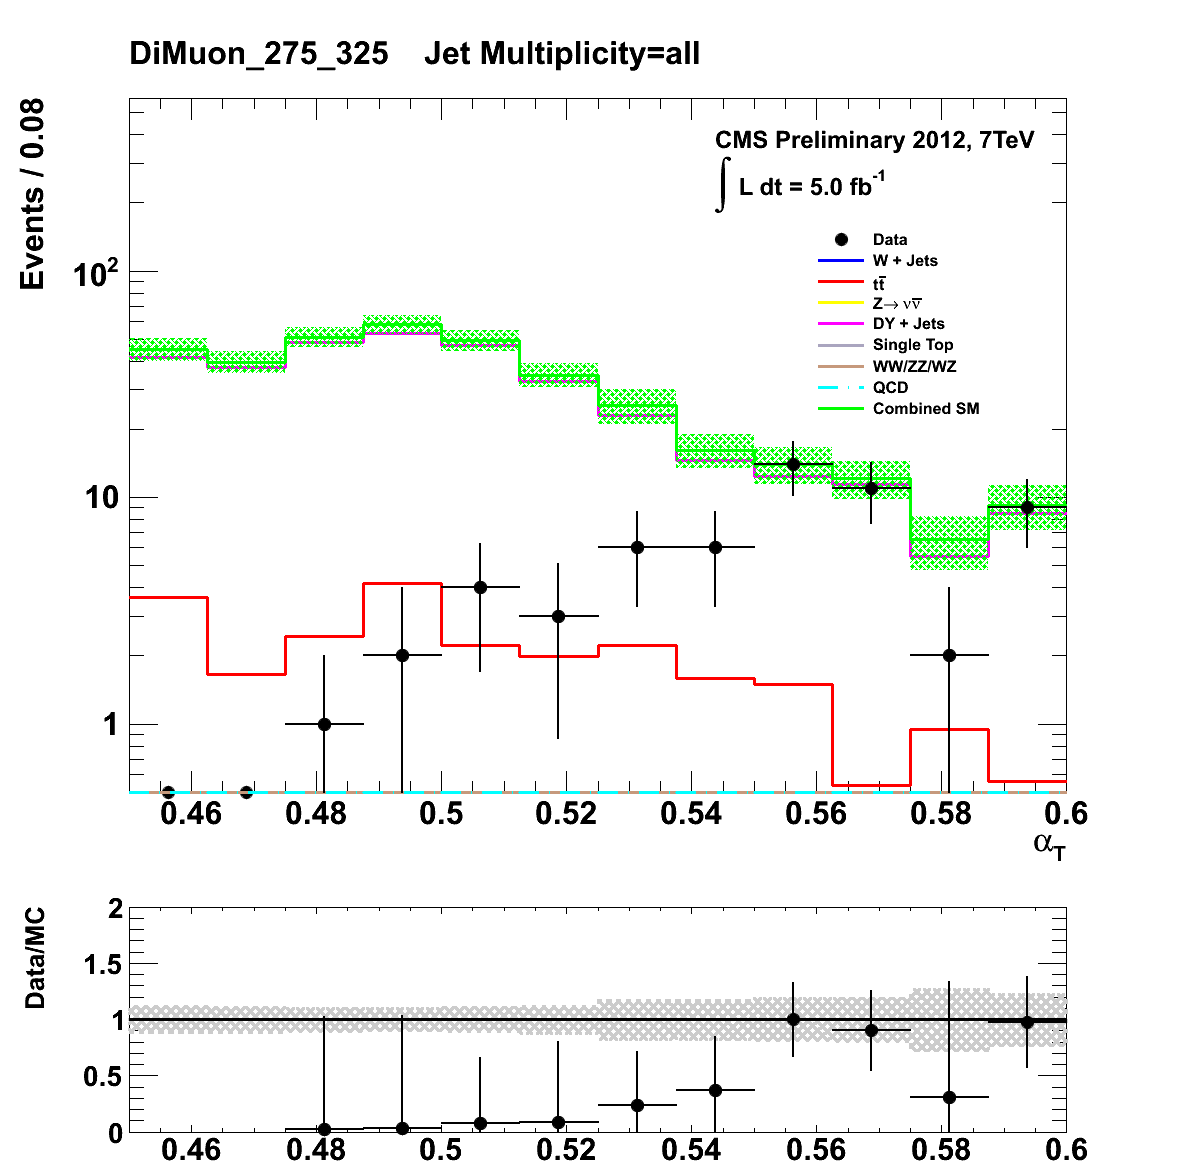 DiMuon_275_325 Jet Multiplicity=all
Events / 0.08
CMS Preliminary 2012, 7TeV
∫ L dt = 5.0 fb⁻¹
Data
W + Jets
tt̅
Z→ νν̅
DY + Jets
Single Top
WW/ZZ/WZ
QCD
Combined SM
10²
10
1
0.46 0.48 0.5 0.52 0.54 0.56 0.58 0.6
α_T
Data/MC
2
1.5
1
0.5
0
0.46 0.48 0.5 0.52 0.54 0.56 0.58 0.6